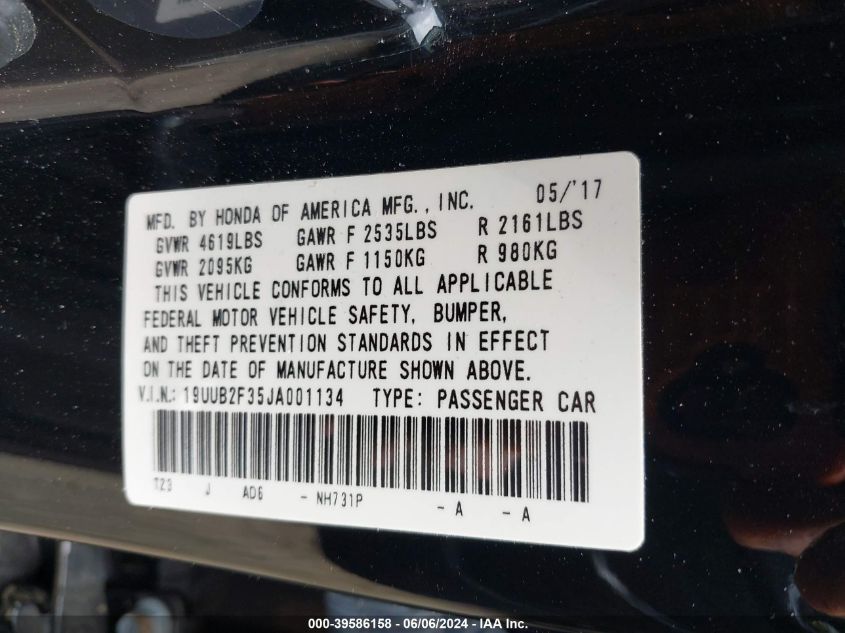 MFD. BY HONDA OF AMERICA MFG., INC. 05/'17
GVWR 4619LBS GAWR F 2535LBS R 2161LBS
GVWR 2095KG GAWR F 1150KG R 980KG
THIS VEHICLE CONFORMS TO ALL APPLICABLE
FEDERAL MOTOR VEHICLE SAFETY, BUMPER,
AND THEFT PREVENTION STANDARDS IN EFFECT
ON THE DATE OF MANUFACTURE SHOWN ABOVE.
V.I.N.: 19UUB2F35JA001134 TYPE: PASSENGER CAR
TZ3 J AD6 - NH731P - A - A
000-39586158 - 06/06/2024 - IAA Inc.